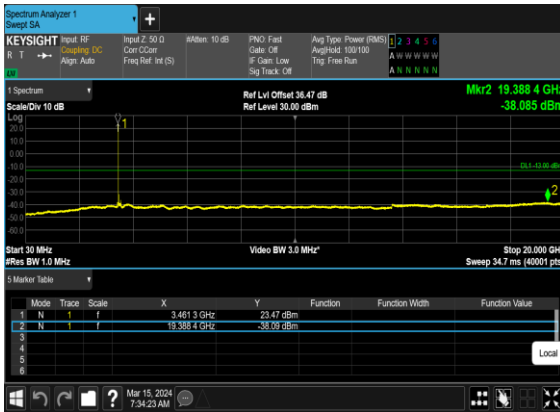 Spectrum Analyzer 1
Swept SA
KEYSIGHT Input: RF Input Z: 50 Ω #Atten: 10 dB PNO: Fast Avg Type: Power (RMS) 1 2 3 4 5 6
R T Coupling: DC Corr CCorr Gate: Off Avg|Hold: 100/100 A W W W W W
Align: Auto Freq Ref: Int (S) IF Gain: Low Trig: Free Run
Sig Track: Off A N N N N N
1 Spectrum Ref Lvl Offset 36.47 dB Mkr2 19.388 4 GHz
Scale/Div 10 dB Ref Level 30.00 dBm -38.085 dBm
Log
20.0 1
10.0
0.00
-10.0 DL1 -13.00 dBm
-20.0
-30.0 2
-40.0
-50.0
-60.0
Start 30 MHz Video BW 3.0 MHz* Stop 20.000 GH
#Res BW 1.0 MHz Sweep 34.7 ms (40001 pts
5 Marker Table
Mode Trace Scale X Y Function Function Width Function Value
1 N 1 f 3.461 3 GHz 23.47 dBm
2 N 1 f 19.388 4 GHz -38.09 dBm
3
4
5
6
Local
? Mar 15, 2024
7:34:23 AM